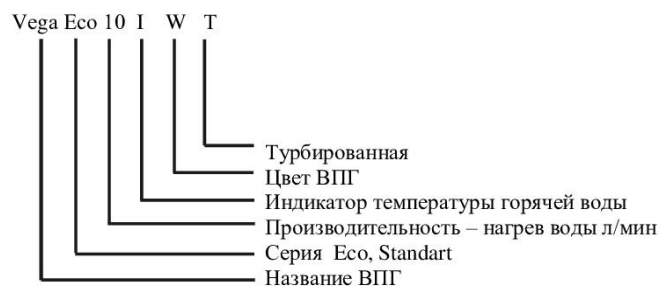 Vega Eco 10 I W T
Турбированная
Цвет ВПГ
Индикатор температуры горячей воды
Производительность – нагрев воды л/мин
Серия Eco, Standart
Название ВПГ